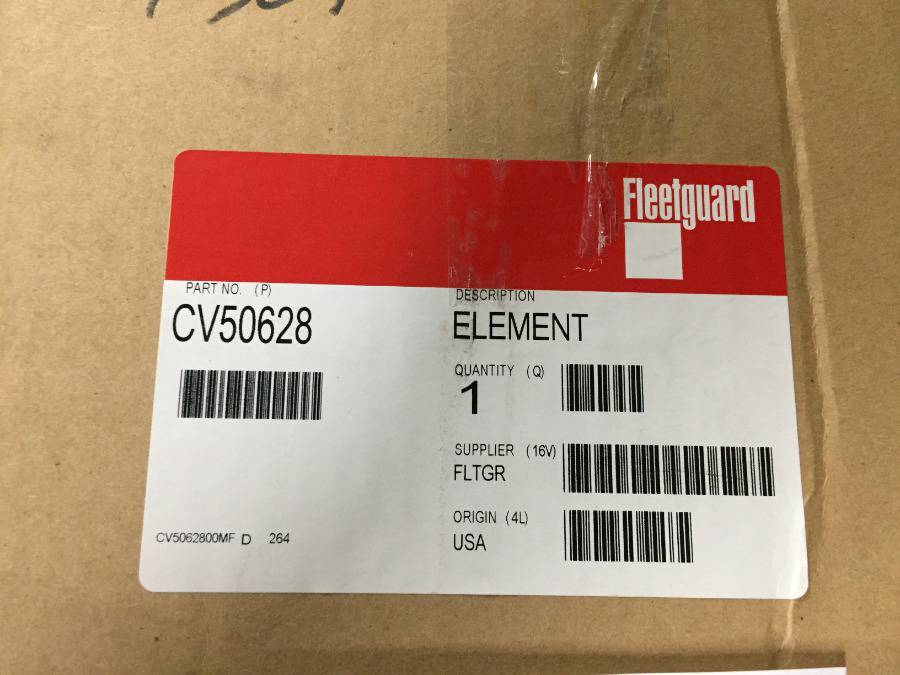 Fleetguard
PART NO. (P)
CV50628
DESCRIPTION
ELEMENT
QUANTITY (Q)
1
SUPPLIER (16V)
FLTGR
ORIGIN (4L)
USA
CV5062800MF D 264